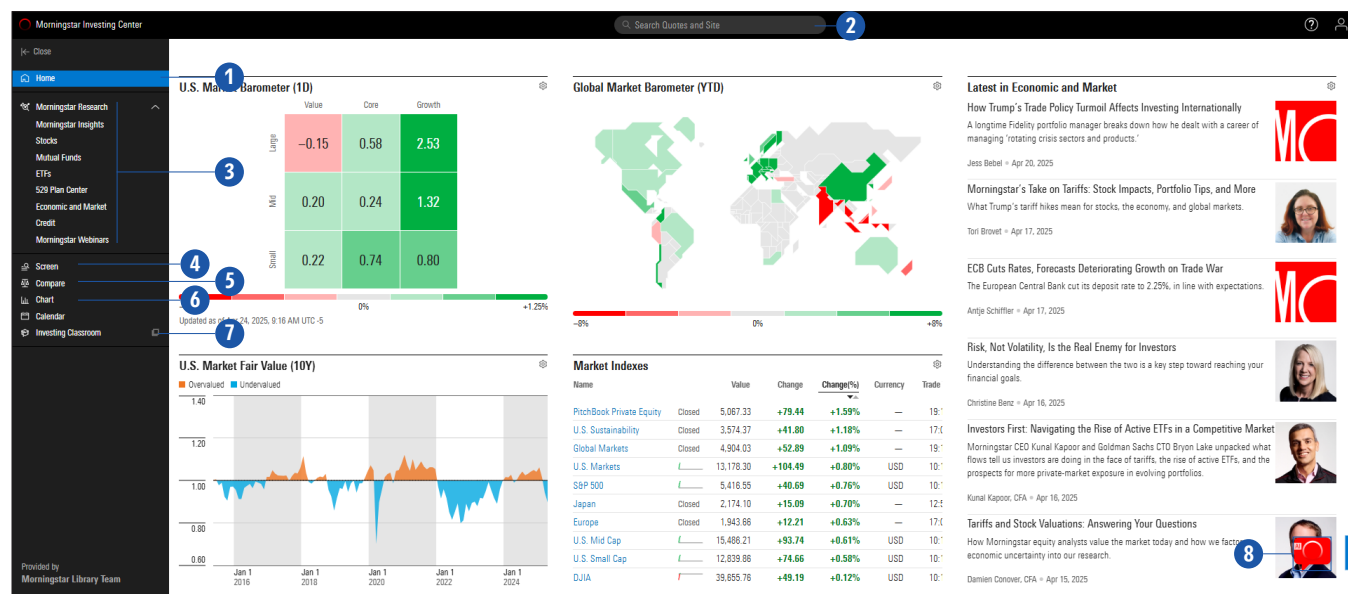 Morningstar Investing Center
Search Quotes and Site
2
Close
Home
1
Morningstar Research
Morningstar Insights
Stocks
Mutual Funds
ETFs
529 Plan Center
Economic and Market
Credit
Morningstar Webinars
3
Screen
4
Compare
5
Chart
6
Calendar
Investing Classroom
7
Provided by
Morningstar Library Team
U.S. Market Barometer (1D)
Value Core Growth
Large −0.15 0.58 2.53
Mid 0.20 0.24 1.32
Small 0.22 0.74 0.80
0% +1.25%
Updated as of Apr 24, 2025, 9:16 AM UTC -5
Global Market Barometer (YTD)
−8% 0% +8%
U.S. Market Fair Value (10Y)
Overvalued Undervalued
1.40
1.20
1.00
0.80
0.60
Jan 1 Jan 1 Jan 1 Jan 1 Jan 1
2016 2018 2020 2022 2024
Market Indexes
Name Value Change Change(%) Currency Trade
PitchBook Private Equity Closed 5,067.33 +79.44 +1.59% — 19:
U.S. Sustainability Closed 3,574.37 +41.80 +1.18% — 17:0
Global Markets Closed 4,904.03 +52.89 +1.09% — 19:
U.S. Markets 13,178.30 +104.49 +0.80% USD 10:
S&P 500 5,416.55 +40.69 +0.76% USD 10:
Japan Closed 2,174.10 +15.09 +0.70% — 12:5
Europe Closed 1,943.66 +12.21 +0.63% — 17:0
U.S. Mid Cap 15,486.21 +93.74 +0.61% USD 10:
U.S. Small Cap 12,839.86 +74.66 +0.58% USD 10:
DJIA 39,655.76 +49.19 +0.12% USD 10:
Latest in Economic and Market
How Trump's Trade Policy Turmoil Affects Investing Internationally
A longtime Fidelity portfolio manager breaks down how he dealt with a career of
managing 'rotating crisis sectors and products.'
Jess Bebel • Apr 20, 2025
Morningstar's Take on Tariffs: Stock Impacts, Portfolio Tips, and More
What Trump's tariff hikes mean for stocks, the economy, and global markets.
Tori Brovet • Apr 17, 2025
ECB Cuts Rates, Forecasts Deteriorating Growth on Trade War
The European Central Bank cut its deposit rate to 2.25%, in line with expectations.
Antje Schiffler • Apr 17, 2025
Risk, Not Volatility, Is the Real Enemy for Investors
Understanding the difference between the two is a key step toward reaching your
financial goals.
Christine Benz • Apr 16, 2025
Investors First: Navigating the Rise of Active ETFs in a Competitive Market
Morningstar CEO Kunal Kapoor and Goldman Sachs CTO Bryon Lake unpacked what
flows tell us investors are doing in the face of tariffs, the rise of active ETFs, and the
prospects for more private-market exposure in evolving portfolios.
Kunal Kapoor, CFA • Apr 16, 2025
Tariffs and Stock Valuations: Answering Your Questions
How Morningstar equity analysts value the market today and how we factor
economic uncertainty into our research.
Damien Conover, CFA • Apr 15, 2025
8
AI